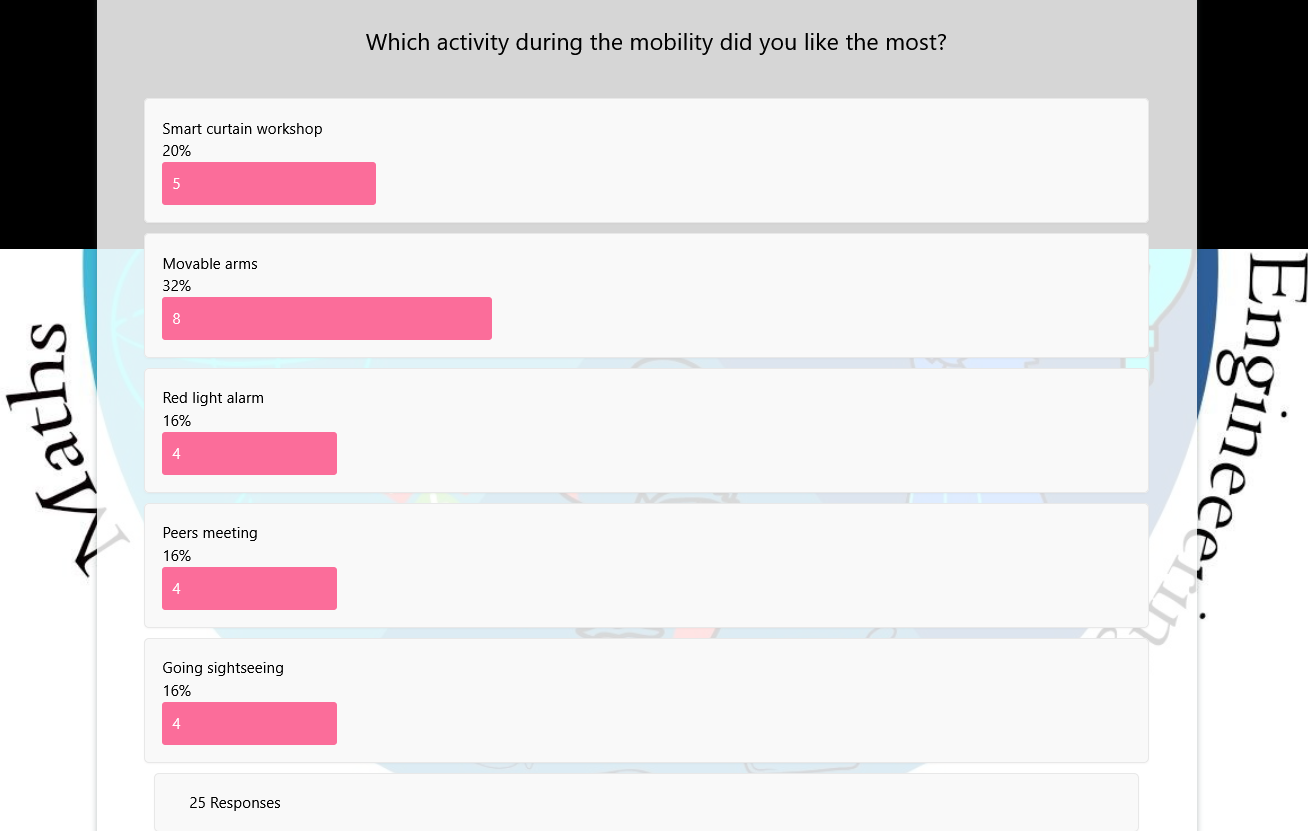 Which activity during the mobility did you like the most?
Smart curtain workshop
20%
5
Movable arms
32%
8
Red light alarm
16%
4
Peers meeting
16%
4
Going sightseeing
16%
4
25 Responses
Maths
Engineerin